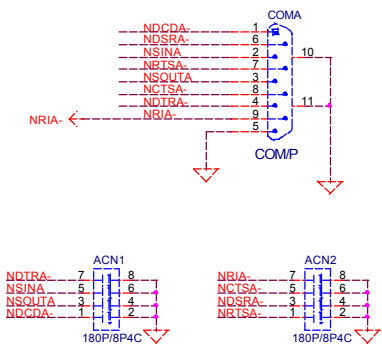 COMA
NDCDA- 1
NDSRA- 6
NSINA 2 10
NRTSA- 7
NSOUTA 3
NCTSA- 8
NDTRA- 4 11
NRIA- NRIA- 9
5
COM/P
ACN1
NDTRA- 7 8
NSINA 5 6
NSOUTA 3 4
NDCDA- 1 2
180P/8P4C
ACN2
NRIA- 7 8
NCTSA- 5 6
NDSRA- 3 4
NRTSA- 1 2
180P/8P4C